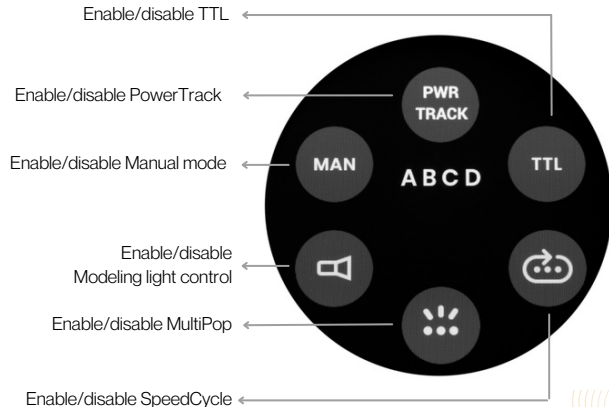 Enable/disable TTL
Enable/disable PowerTrack
PWR
TRACK
Enable/disable Manual mode
MAN
A B C D
TTL
Enable/disable
Modeling light control
Enable/disable MultiPop
Enable/disable SpeedCycle